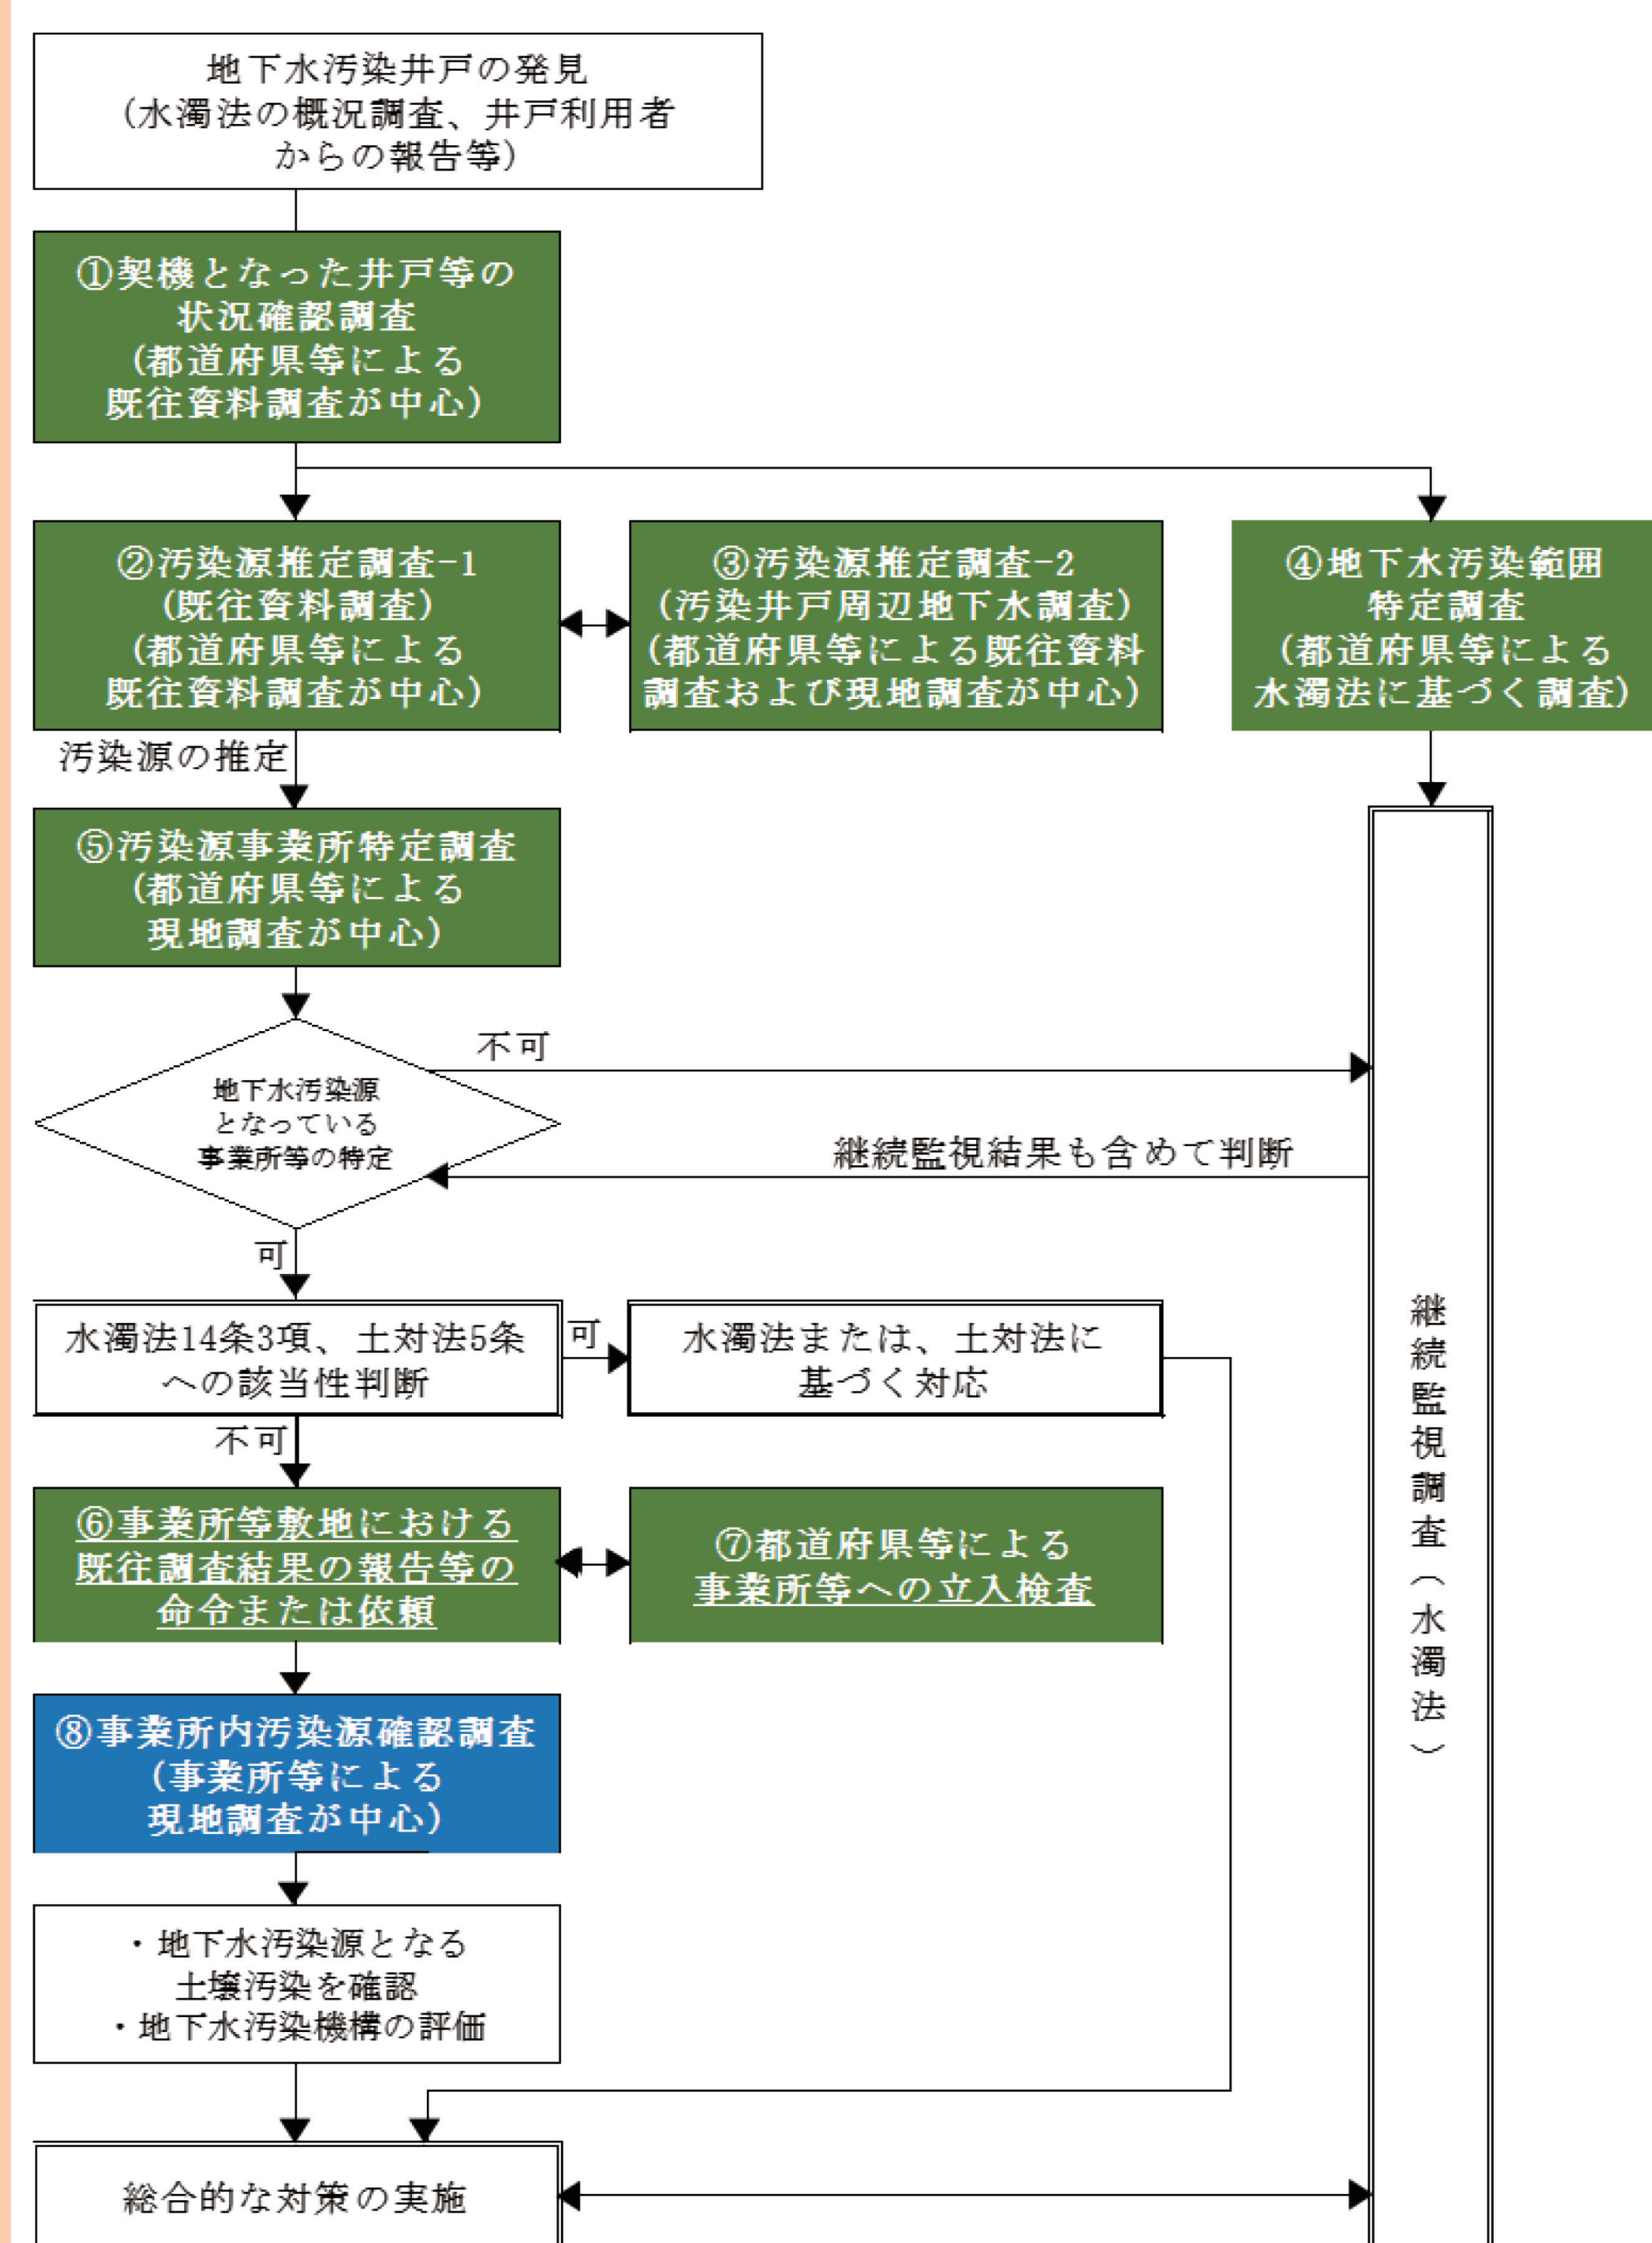 地下水汚染井戸の発見
(水濁法の概況調査、井戸利用者
からの報告等)
①契機となった井戸等の
状況確認調査
(都道府県等による
既往資料調査が中心)
②汚染源推定調査-1
(既往資料調査)
(都道府県等による
既往資料調査が中心)
③汚染源推定調査-2
(汚染井戸周辺地下水調査)
(都道府県等による既往資料
調査および現地調査が中心)
④地下水汚染範囲
特定調査
(都道府県等による
水濁法に基づく調査)
汚染源の推定
⑤汚染源事業所特定調査
(都道府県等による
現地調査が中心)
不可
地下水汚染源
となっている
事業所等の特定
継続監視結果も含めて判断
可
水濁法14条3項、土対法5条
への該当性判断
可
水濁法または、土対法に
基づく対応
継続監視調査(水濁法)
不可
⑥事業所等敷地における
既往調査結果の報告等の
命令または依頼
⑦都道府県等による
事業所等への立入検査
⑧事業所内汚染源確認調査
(事業所等による
現地調査が中心)
・地下水汚染源となる
土壌汚染を確認
・地下水汚染機構の評価
総合的な対策の実施